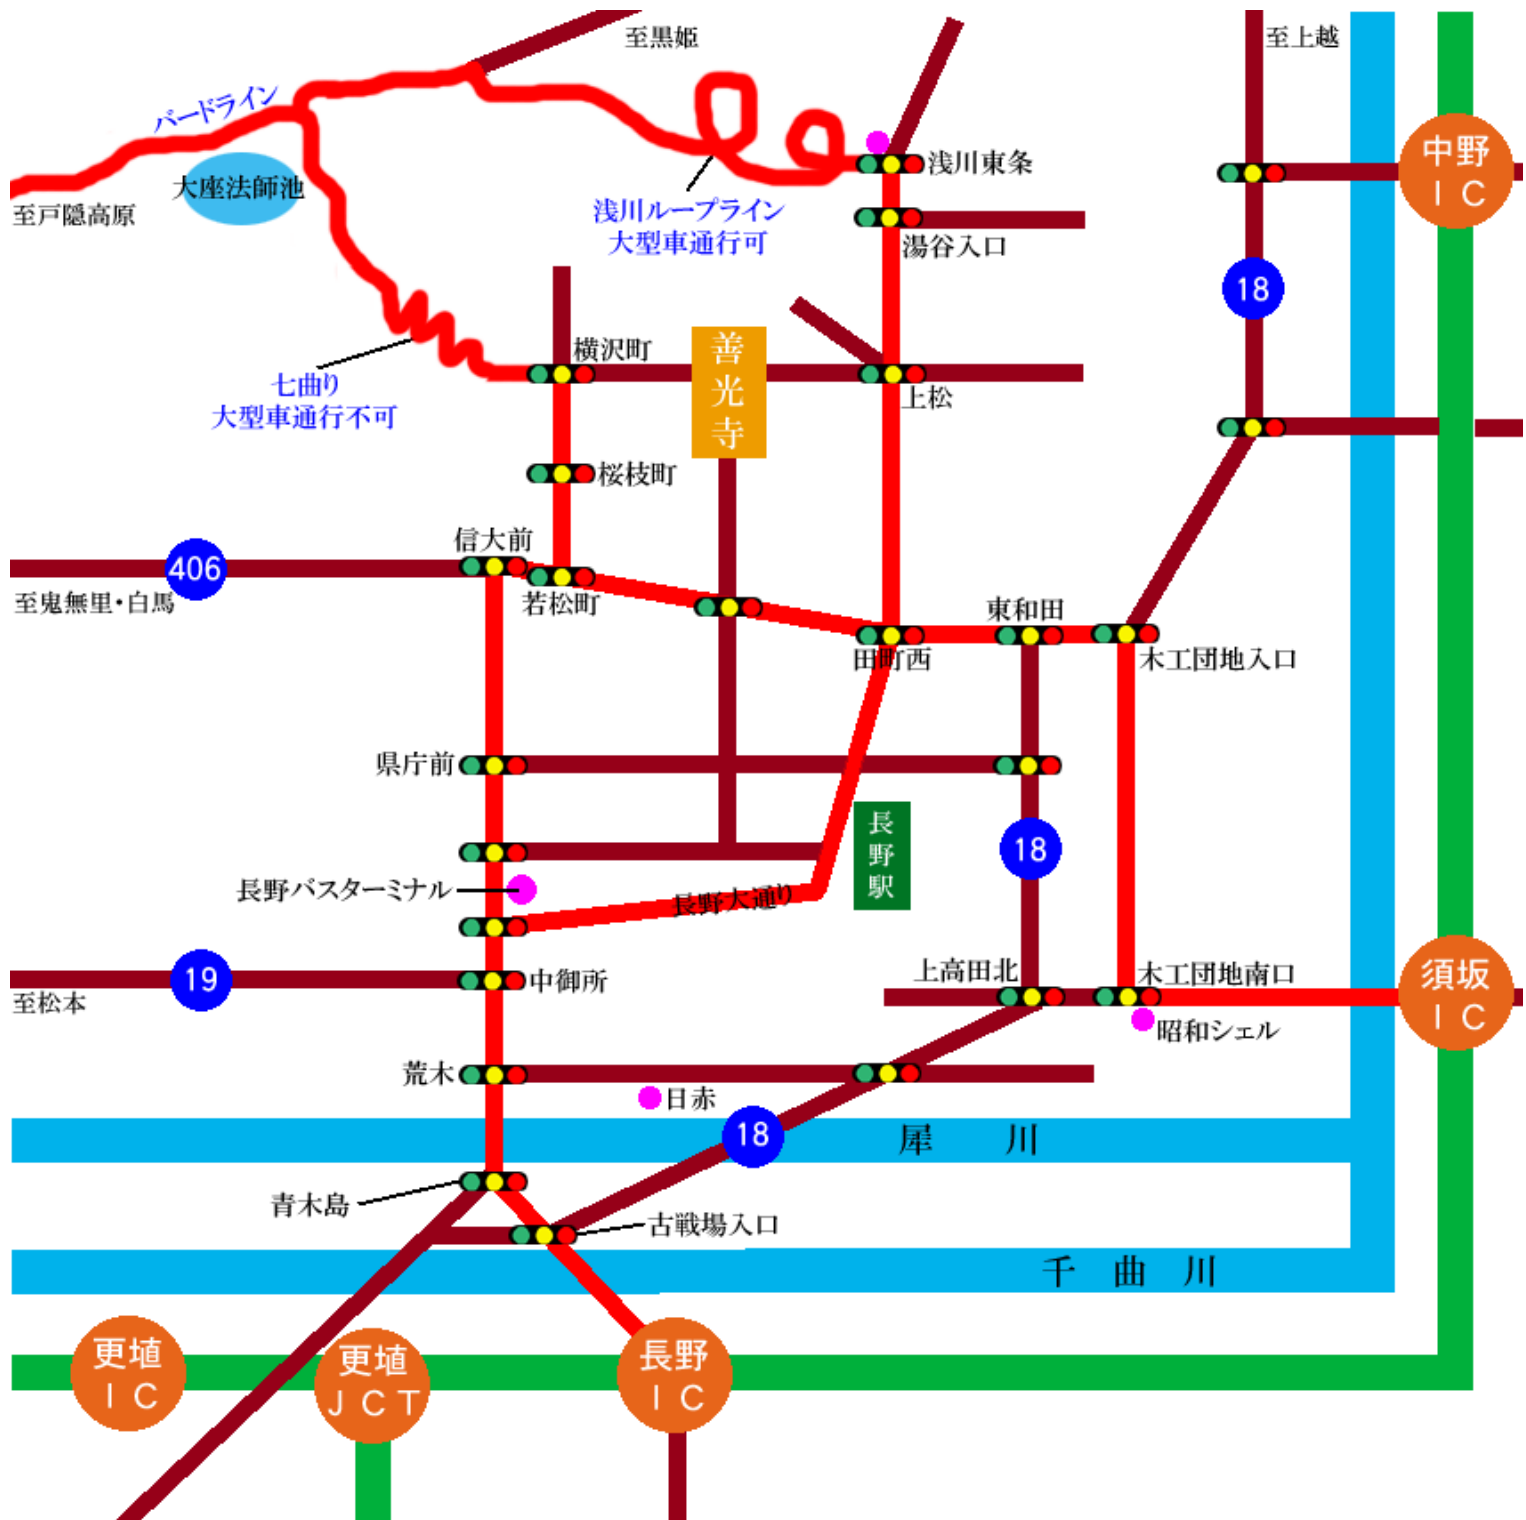 至黒姫
至上越
バードライン
中野
ＩＣ
浅川東条
大座法師池
至戸隠高原
浅川ループライン
大型車通行可
湯谷入口
18
横沢町
善光寺
七曲り
大型車通行不可
上松
桜枝町
信大前
406
至鬼無里・白馬
若松町
東和田
田町西
木工団地入口
県庁前
長野駅
18
長野バスターミナル
長野大通り
19
至松本
中御所
上高田北
木工団地南口
須坂
ＩＣ
昭和シェル
荒木
日赤
18
犀川
青木島
古戦場入口
千曲川
更埴
ＩＣ
更埴
ＪＣＴ
長野
ＩＣ